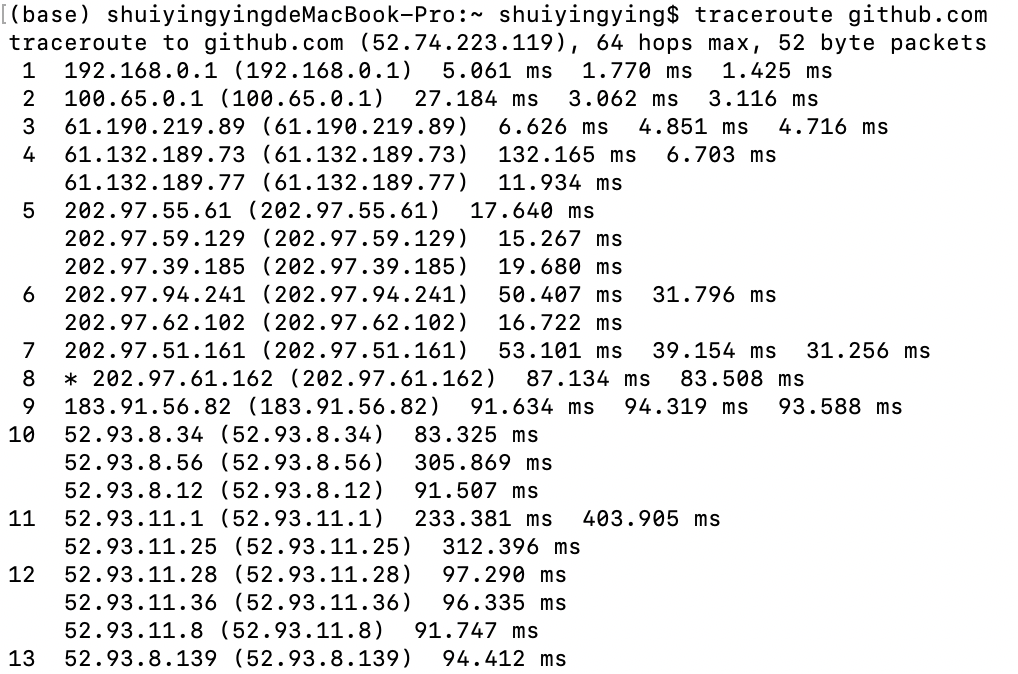 [(base) shuiyingyingdeMacBook-Pro:~ shuiyingying$ traceroute github.com
traceroute to github.com (52.74.223.119), 64 hops max, 52 byte packets
 1  192.168.0.1 (192.168.0.1)  5.061 ms  1.770 ms  1.425 ms
 2  100.65.0.1 (100.65.0.1)  27.184 ms  3.062 ms  3.116 ms
 3  61.190.219.89 (61.190.219.89)  6.626 ms  4.851 ms  4.716 ms
 4  61.132.189.73 (61.132.189.73)  132.165 ms  6.703 ms
    61.132.189.77 (61.132.189.77)  11.934 ms
 5  202.97.55.61 (202.97.55.61)  17.640 ms
    202.97.59.129 (202.97.59.129)  15.267 ms
    202.97.39.185 (202.97.39.185)  19.680 ms
 6  202.97.94.241 (202.97.94.241)  50.407 ms  31.796 ms
    202.97.62.102 (202.97.62.102)  16.722 ms
 7  202.97.51.161 (202.97.51.161)  53.101 ms  39.154 ms  31.256 ms
 8  * 202.97.61.162 (202.97.61.162)  87.134 ms  83.508 ms
 9  183.91.56.82 (183.91.56.82)  91.634 ms  94.319 ms  93.588 ms
10  52.93.8.34 (52.93.8.34)  83.325 ms
    52.93.8.56 (52.93.8.56)  305.869 ms
    52.93.8.12 (52.93.8.12)  91.507 ms
11  52.93.11.1 (52.93.11.1)  233.381 ms  403.905 ms
    52.93.11.25 (52.93.11.25)  312.396 ms
12  52.93.11.28 (52.93.11.28)  97.290 ms
    52.93.11.36 (52.93.11.36)  96.335 ms
    52.93.11.8 (52.93.11.8)  91.747 ms
13  52.93.8.139 (52.93.8.139)  94.412 ms